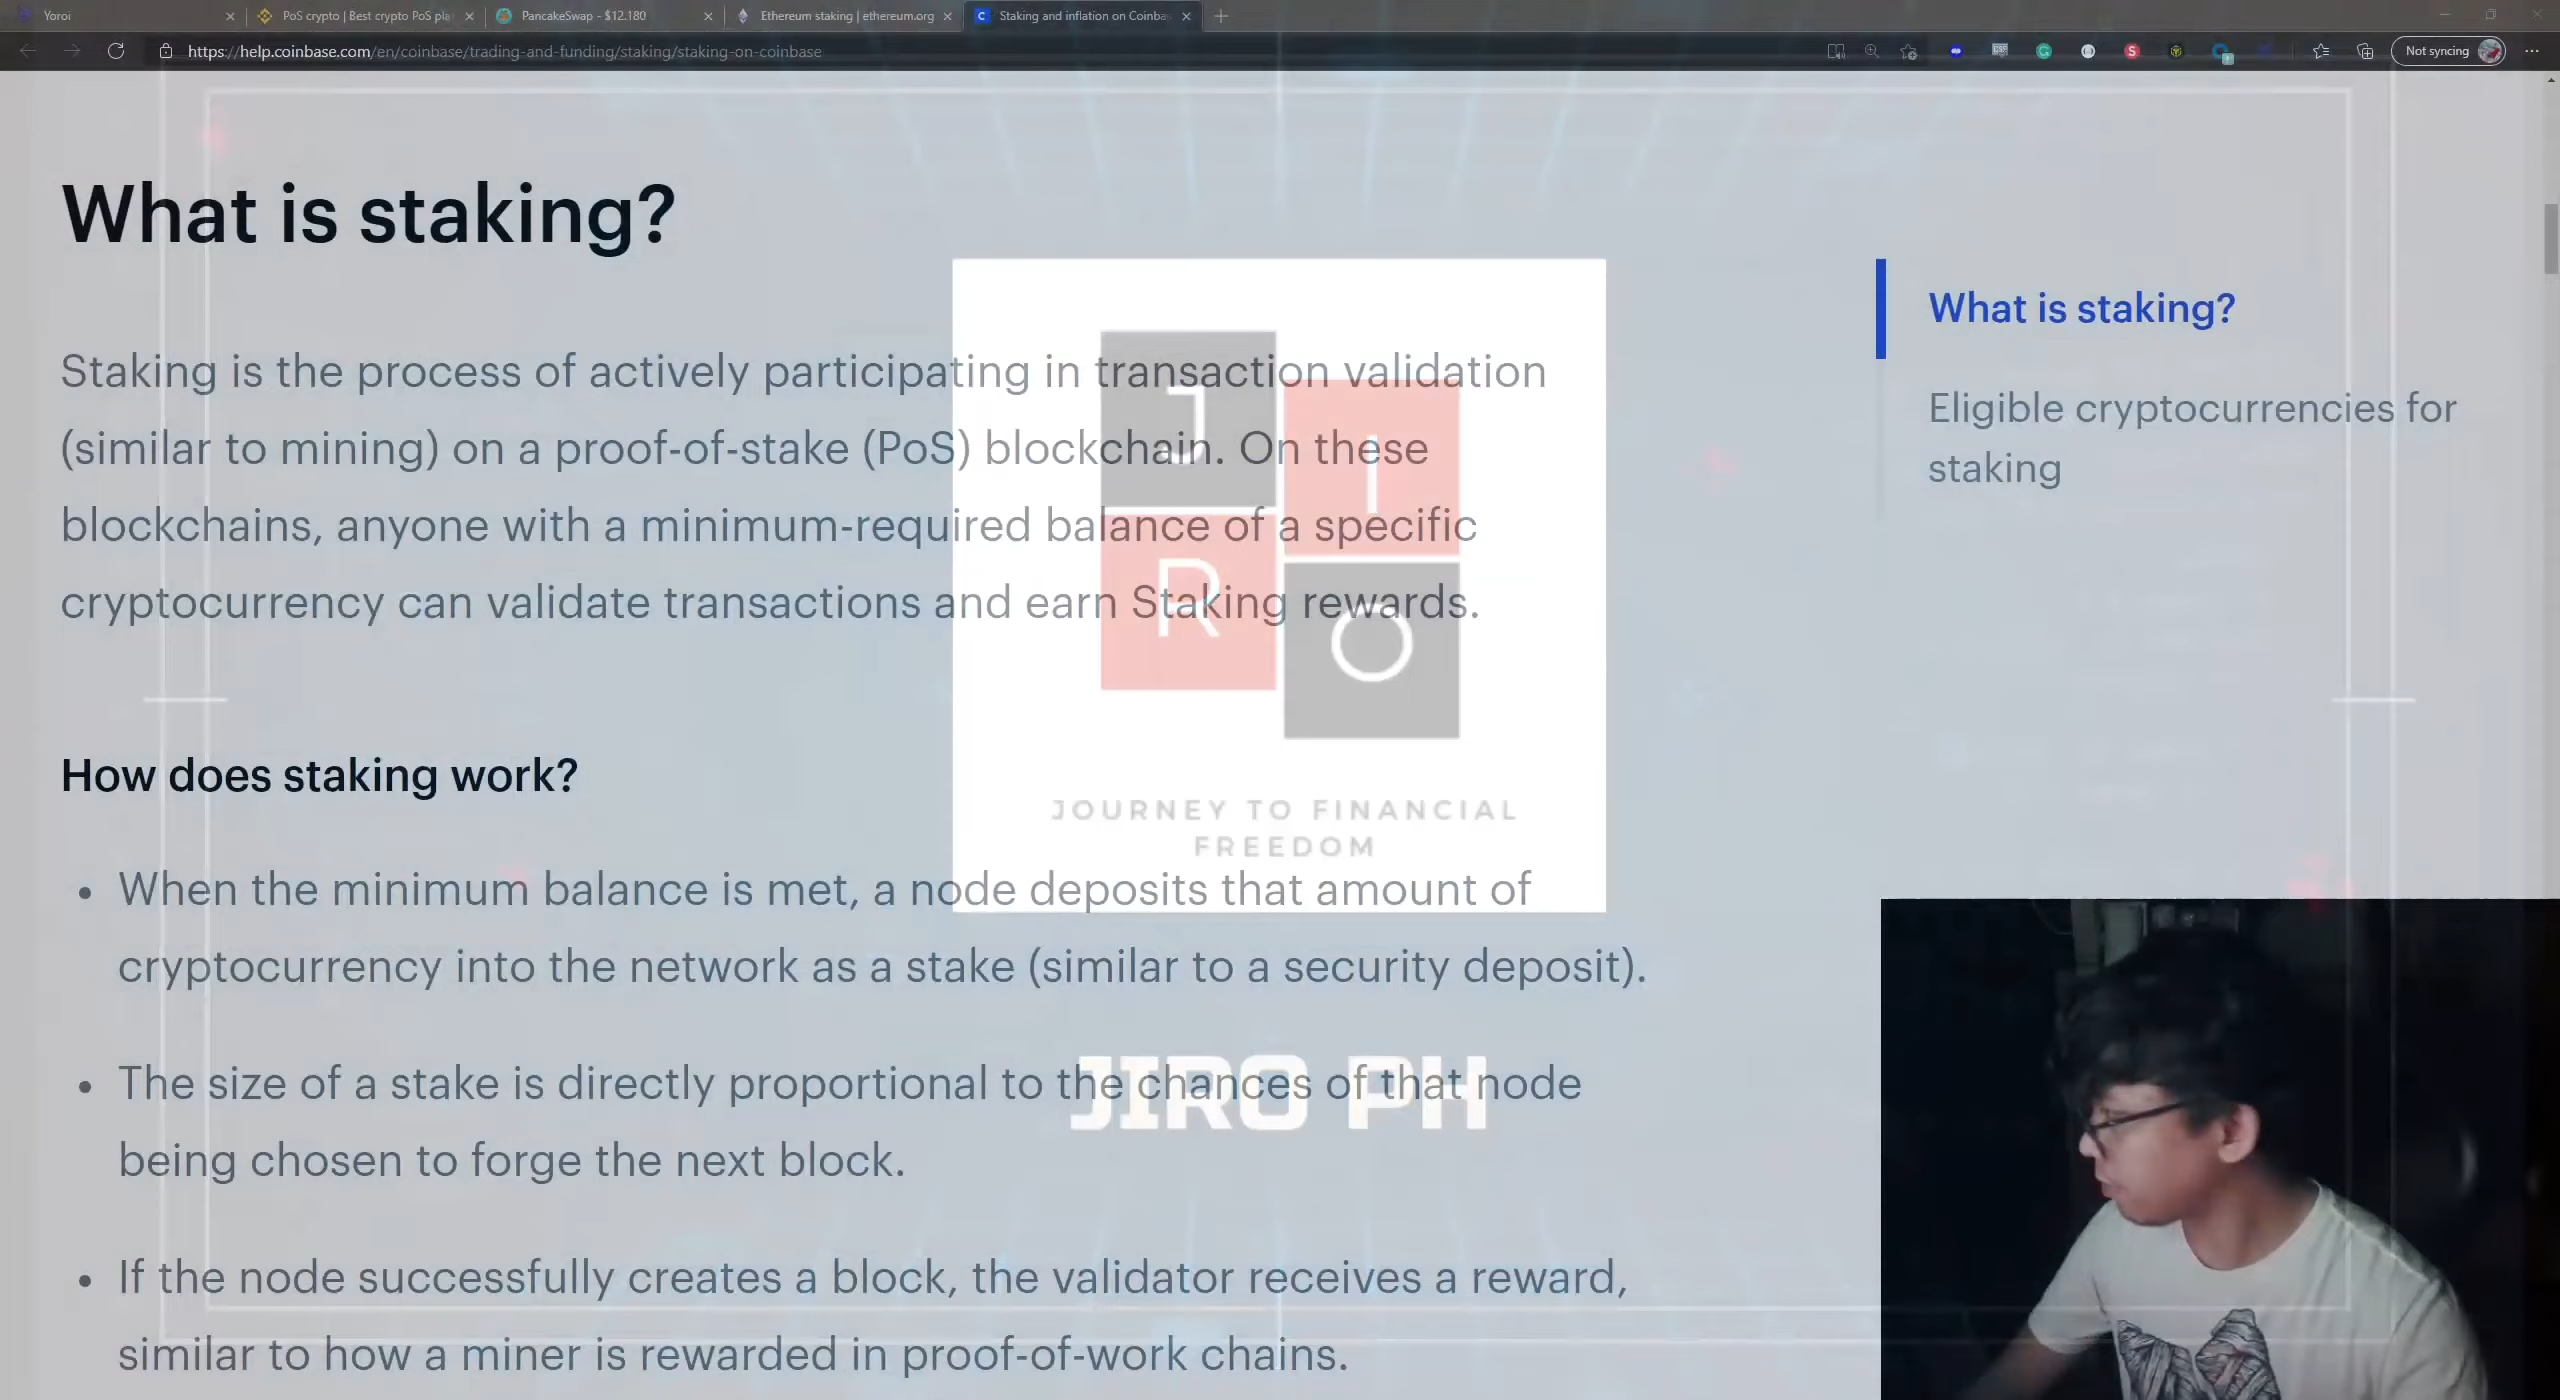 Yoroi
PoS crypto | Best crypto PoS pla
PancakeSwap - $12.180
Ethereum staking | ethereum.org
Staking and inflation on Coinba
https://help.coinbase.com/en/coinbase/trading-and-funding/staking/staking-on-coinbase
Not syncing
What is staking?
Staking is the process of actively participating in transaction validation
(similar to mining) on a proof-of-stake (PoS) blockchain. On these
blockchains, anyone with a minimum-required balance of a specific
cryptocurrency can validate transactions and earn Staking rewards.
How does staking work?
• When the minimum balance is met, a node deposits that amount of
cryptocurrency into the network as a stake (similar to a security deposit).
• The size of a stake is directly proportional to the chances of that node
being chosen to forge the next block.
• If the node successfully creates a block, the validator receives a reward,
similar to how a miner is rewarded in proof-of-work chains.
What is staking?
Eligible cryptocurrencies for
staking
J I
R O
JOURNEY TO FINANCIAL
FREEDOM
JIRO PH